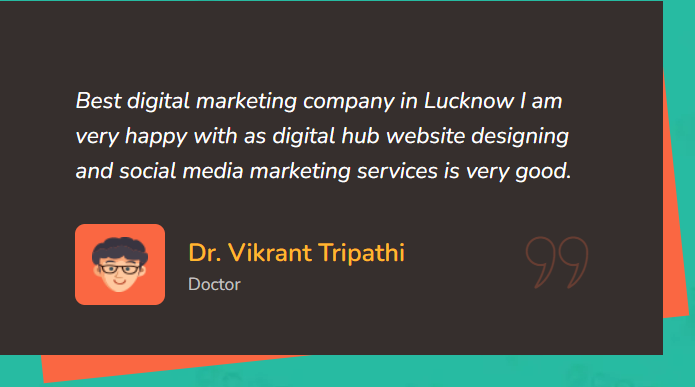 Best digital marketing company in Lucknow I am
very happy with as digital hub website designing
and social media marketing services is very good.
Dr. Vikrant Tripathi
Doctor